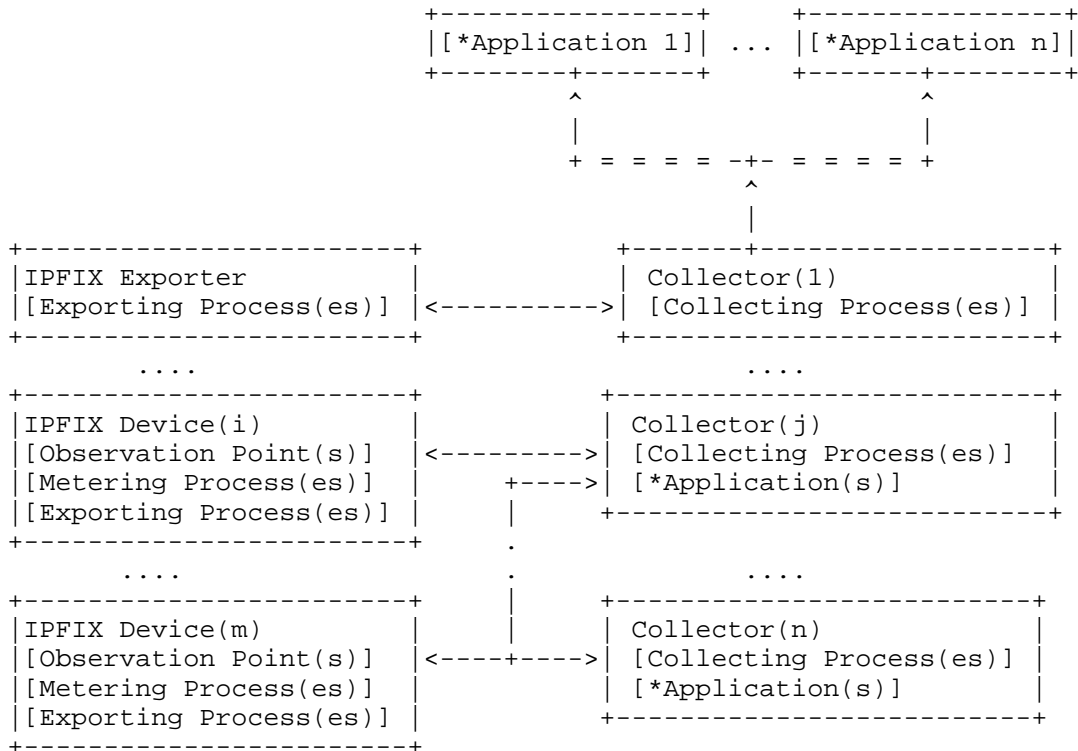 [*Application 1] ... [*Application n]
IPFIX Exporter Collector(1)
[Exporting Process(es)] [Collecting Process(es)]
.... ....
IPFIX Device(i) Collector(j)
[Observation Point(s)] [Collecting Process(es)]
[Metering Process(es)] [*Application(s)]
[Exporting Process(es)]
.... ....
IPFIX Device(m) Collector(n)
[Observation Point(s)] [Collecting Process(es)]
[Metering Process(es)] [*Application(s)]
[Exporting Process(es)]